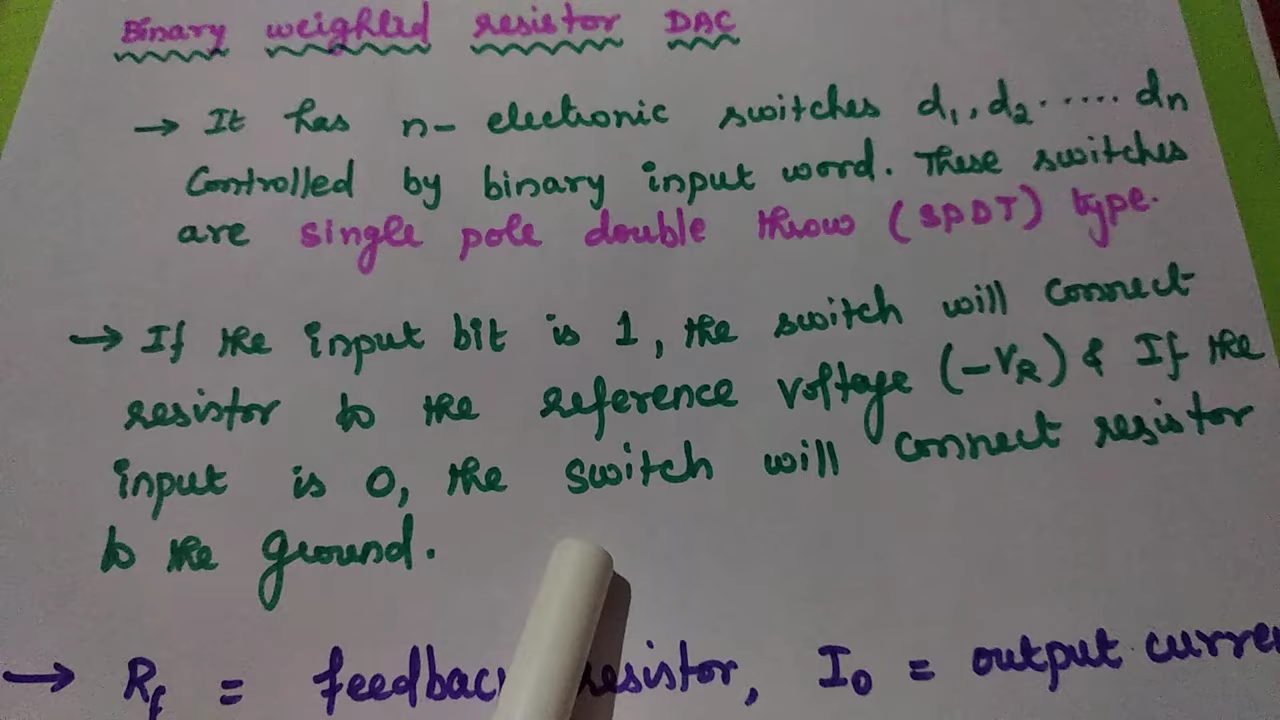 Binary weighted resistor DAC
→ It has n- electronic switches d1, d2 ...... dn
Controlled by binary input word. These switches
are single pole double throw (SPDT) type.
→ If the input bit is 1, the switch will connect
resistor to the reference voltage (-VR) & If the
input is 0, the switch will connect resistor
to the ground.
→ Rf = feedbac resistor, I0 = output curre